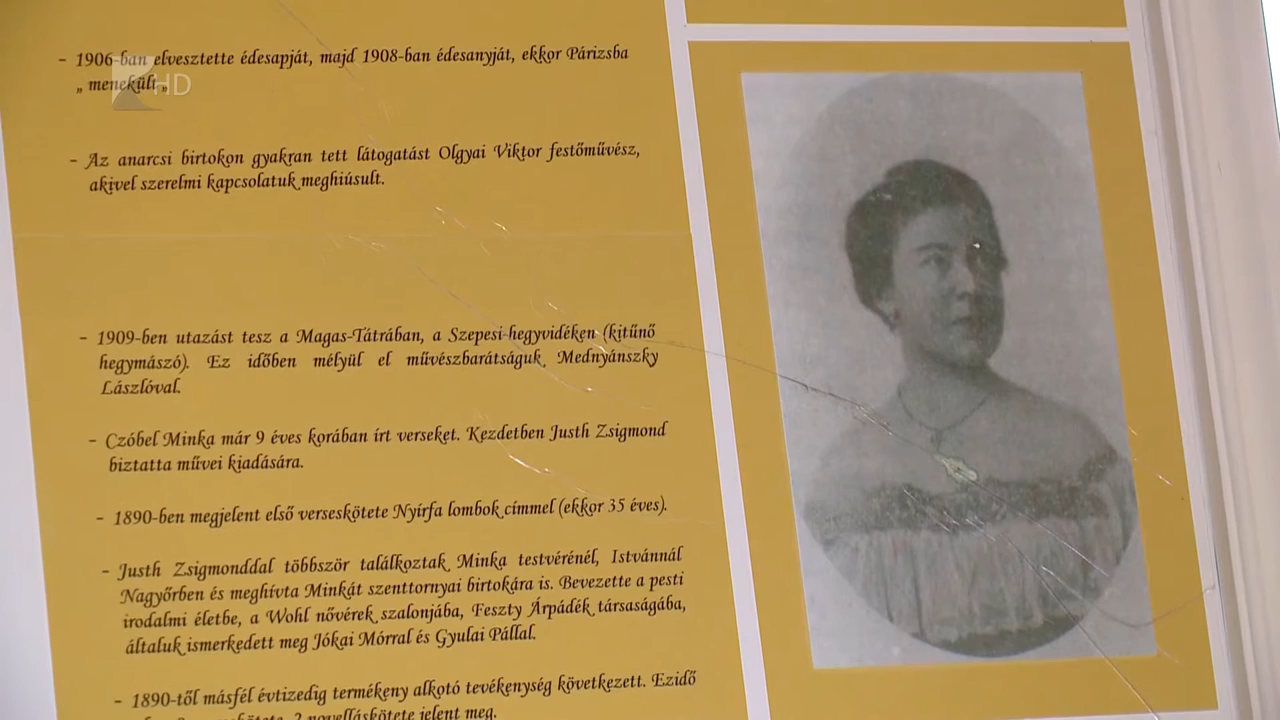 - 1906-ban elvesztette édesapját, majd 1908-ban édesanyját, ekkor Párizsba
„ menekült „
HD
- Az anarcsi birtokon gyakran tett látogatást Olgyai Viktor festőművész,
akivel szerelmi kapcsolatuk meghiúsult.
- 1909-ben utazást tesz a Magas-Tátrában, a Szepesi-hegyvidéken (kitűnő
hegymászó). Ez időben mélyül el művészbarátságuk Mednyánszky
Lászlóval.
- Czóbel Minka már 9 éves korában írt verseket. Kezdetben Justh Zsigmond
biztatta művei kiadására.
- 1890-ben megjelent első verseskötete Nyírfa lombok címmel (ekkor 35 éves).
- Justh Zsigmonddal többször találkoztak Minka testvérénél, Istvánnál
Nagyőrben és meghívta Minkát szenttornyai birtokára is. Bevezette a pesti
irodalmi életbe, a Wohl nővérek szalonjába, Feszty Árpádék társaságába,
általuk ismerkedett meg Jókai Mórral és Gyulai Pállal.
- 1890-től másfél évtizedig termékeny alkotó tevékenység következett. Ezidő
2 novelláskötete jelent meg.